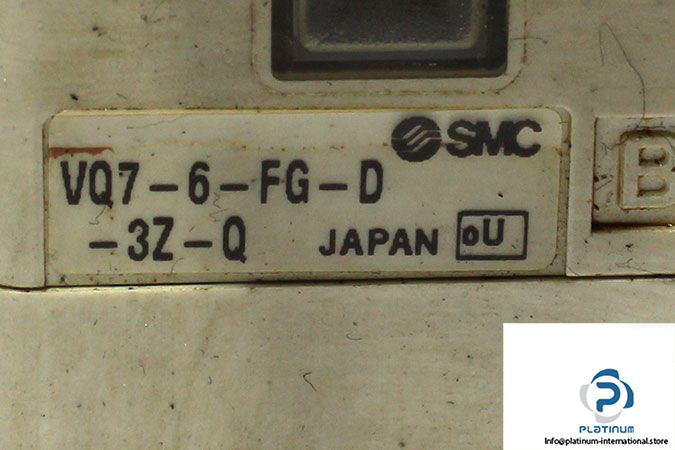 SMC
VQ7-6-FG-D
-3Z-Q JAPAN oU
B
PLATINUM
Info@platinum-international.store